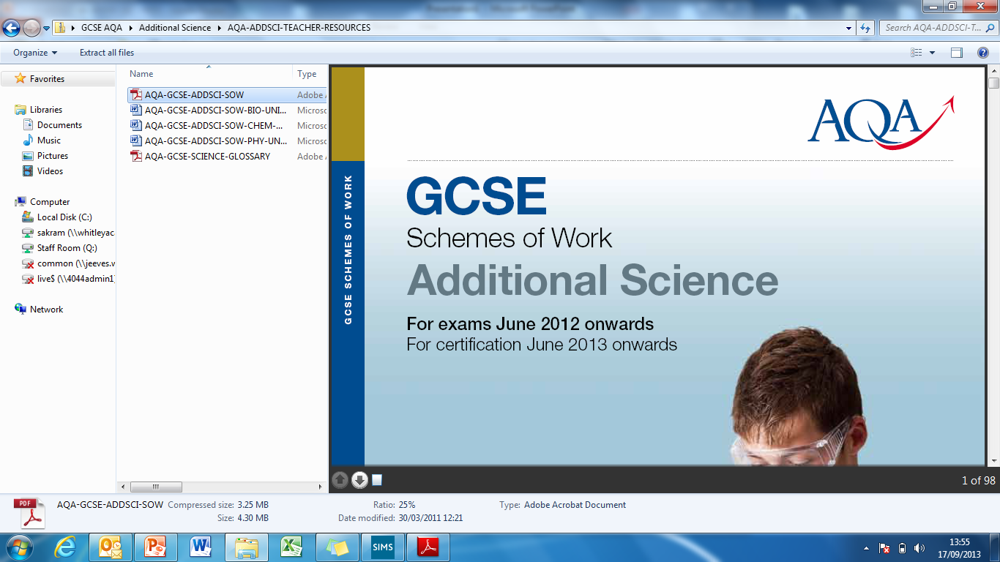 GCSE AQA Additional Science AQA-ADDSCI-TEACHER-RESOURCES
Search AQA-ADDSCI-T...
Organize Extract all files
Favorites
Libraries
Documents
Music
Pictures
Videos
Computer
Local Disk (C:)
sakram (\\whitleyac
Staff Room (Q:)
common (\\jeeves.w
live$ (\\4044admin1
Network
Name Type
AQA-GCSE-ADDSCI-SOW Adobe A
AQA-GCSE-ADDSCI-SOW-BIO-UNI... Microsc
AQA-GCSE-ADDSCI-SOW-CHEM-... Microsc
AQA-GCSE-ADDSCI-SOW-PHY-UN... Microsc
AQA-GCSE-SCIENCE-GLOSSARY Adobe A
GCSE SCHEMES OF WORK
AQA
GCSE
Schemes of Work
Additional Science
For exams June 2012 onwards
For certification June 2013 onwards
1 of 98
PDF
AQA-GCSE-ADDSCI-SOW Compressed size: 3.25 MB Ratio: 25% Type: Adobe Acrobat Document
Size: 4.30 MB Date modified: 30/03/2011 12:21
SIMS
13:55
17/09/2013